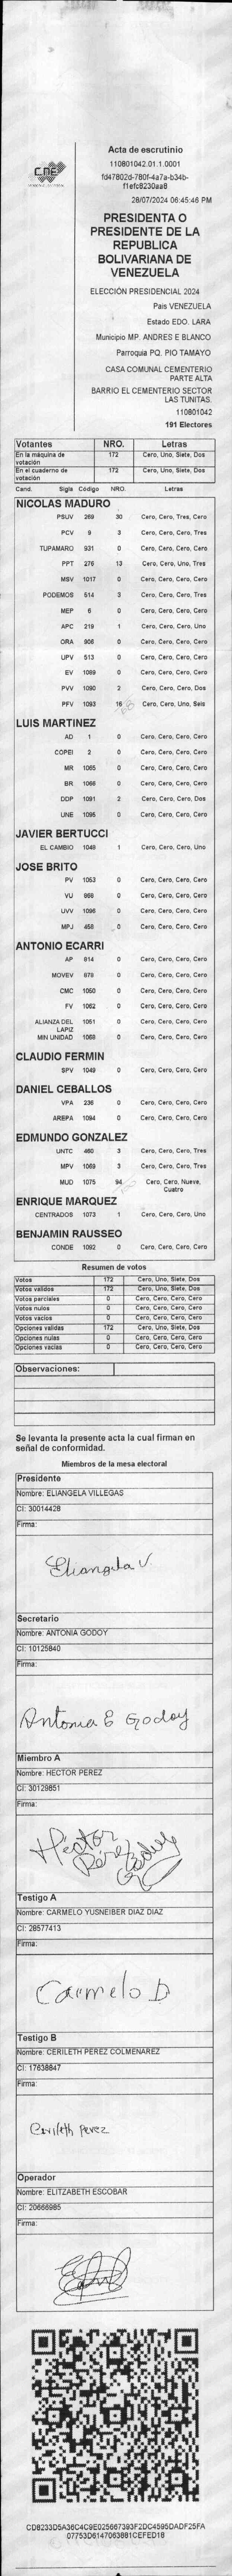 CNE
Acta de escrutinio
110801042.01.1.0001
fd47802d-780f-4a7a-b34b-
f1efc8230aa8
28/07/2024 06:45:46 PM
PRESIDENTA O
PRESIDENTE DE LA
REPUBLICA
BOLIVARIANA DE
VENEZUELA
ELECCIÓN PRESIDENCIAL 2024
Pais VENEZUELA
Estado EDO. LARA
Municipio MP. ANDRES E BLANCO
Parroquia PQ. PIO TAMAYO
CASA COMUNAL CEMENTERIO
PARTE ALTA
BARRIO EL CEMENTERIO SECTOR
LAS TUNITAS.
110801042
191 Electores
Votantes NRO. Letras
En la máquina de votación 172 Cero, Uno, Siete, Dos
En el cuaderno de votación 172 Cero, Uno, Siete, Dos
Cand. Sigla Código NRO. Letras
NICOLAS MADURO
PSUV 269 30 Cero, Cero, Tres, Cero
PCV 9 3 Cero, Cero, Cero, Tres
TUPAMARO 931 0 Cero, Cero, Cero, Cero
PPT 276 13 Cero, Cero, Uno, Tres
MSV 1017 0 Cero, Cero, Cero, Cero
PODEMOS 514 3 Cero, Cero, Cero, Tres
MEP 6 0 Cero, Cero, Cero, Cero
APC 219 1 Cero, Cero, Cero, Uno
ORA 906 0 Cero, Cero, Cero, Cero
UPV 513 0 Cero, Cero, Cero, Cero
EV 1089 0 Cero, Cero, Cero, Cero
PVV 1090 2 Cero, Cero, Cero, Dos
PFV 1093 16 Cero, Cero, Uno, Seis
68
LUIS MARTINEZ
AD 1 0 Cero, Cero, Cero, Cero
COPEI 2 0 Cero, Cero, Cero, Cero
MR 1065 0 Cero, Cero, Cero, Cero
BR 1066 0 Cero, Cero, Cero, Cero
DDP 1091 2 Cero, Cero, Cero, Dos
UNE 1095 0 Cero, Cero, Cero, Cero
JAVIER BERTUCCI
EL CAMBIO 1048 1 Cero, Cero, Cero, Uno
JOSE BRITO
PV 1053 0 Cero, Cero, Cero, Cero
VU 868 0 Cero, Cero, Cero, Cero
UVV 1096 0 Cero, Cero, Cero, Cero
MPJ 458 0 Cero, Cero, Cero, Cero
ANTONIO ECARRI
AP 814 0 Cero, Cero, Cero, Cero
MOVEV 879 0 Cero, Cero, Cero, Cero
CMC 1050 0 Cero, Cero, Cero, Cero
FV 1062 0 Cero, Cero, Cero, Cero
ALIANZA DEL LAPIZ 1051 0 Cero, Cero, Cero, Cero
MIN UNIDAD 1058 0 Cero, Cero, Cero, Cero
CLAUDIO FERMIN
SPV 1049 0 Cero, Cero, Cero, Cero
DANIEL CEBALLOS
VPA 236 0 Cero, Cero, Cero, Cero
AREPA 1094 0 Cero, Cero, Cero, Cero
EDMUNDO GONZALEZ
UNTC 460 3 Cero, Cero, Cero, Tres
MPV 1069 3 Cero, Cero, Cero, Tres
MUD 1075 94 Cero, Cero, Nueve, Cuatro
ENRIQUE MARQUEZ
CENTRADOS 1073 1 Cero, Cero, Cero, Uno
BENJAMIN RAUSSEO
CONDE 1092 0 Cero, Cero, Cero, Cero
Resumen de votos
Votos 172 Cero, Uno, Siete, Dos
Votos validos 172 Cero, Uno, Siete, Dos
Votos parciales 0 Cero, Cero, Cero, Cero
Votos nulos 0 Cero, Cero, Cero, Cero
Votos vacios 0 Cero, Cero, Cero, Cero
Opciones validas 172 Cero, Uno, Siete, Dos
Opciones nulas 0 Cero, Cero, Cero, Cero
Opciones vacias 0 Cero, Cero, Cero, Cero
Observaciones:
Se levanta la presente acta la cual firman en
señal de conformidad.
Miembros de la mesa electoral
Presidente
Nombre: ELIANGELA VILLEGAS
CI: 30014428
Firma:
Eliangela V.
Secretario
Nombre: ANTONIA GODOY
CI: 10125840
Firma:
Antonia E Godoy
Miembro A
Nombre: HECTOR PEREZ
CI: 30129851
Firma:
Héctor
Pérez Godoy
Testigo A
Nombre: CARMELO YUSNEIBER DIAZ DIAZ
CI: 28577413
Firma:
Carmelo D
Testigo B
Nombre: CERILETH PEREZ COLMENAREZ
CI: 17638847
Firma:
Cerileth Perez
Operador
Nombre: ELITZABETH ESCOBAR
CI: 20666985
Firma:
CD8233D5A36C4C9E025667393F2DC4595DADF25FA
07753D6147063881CEFED18